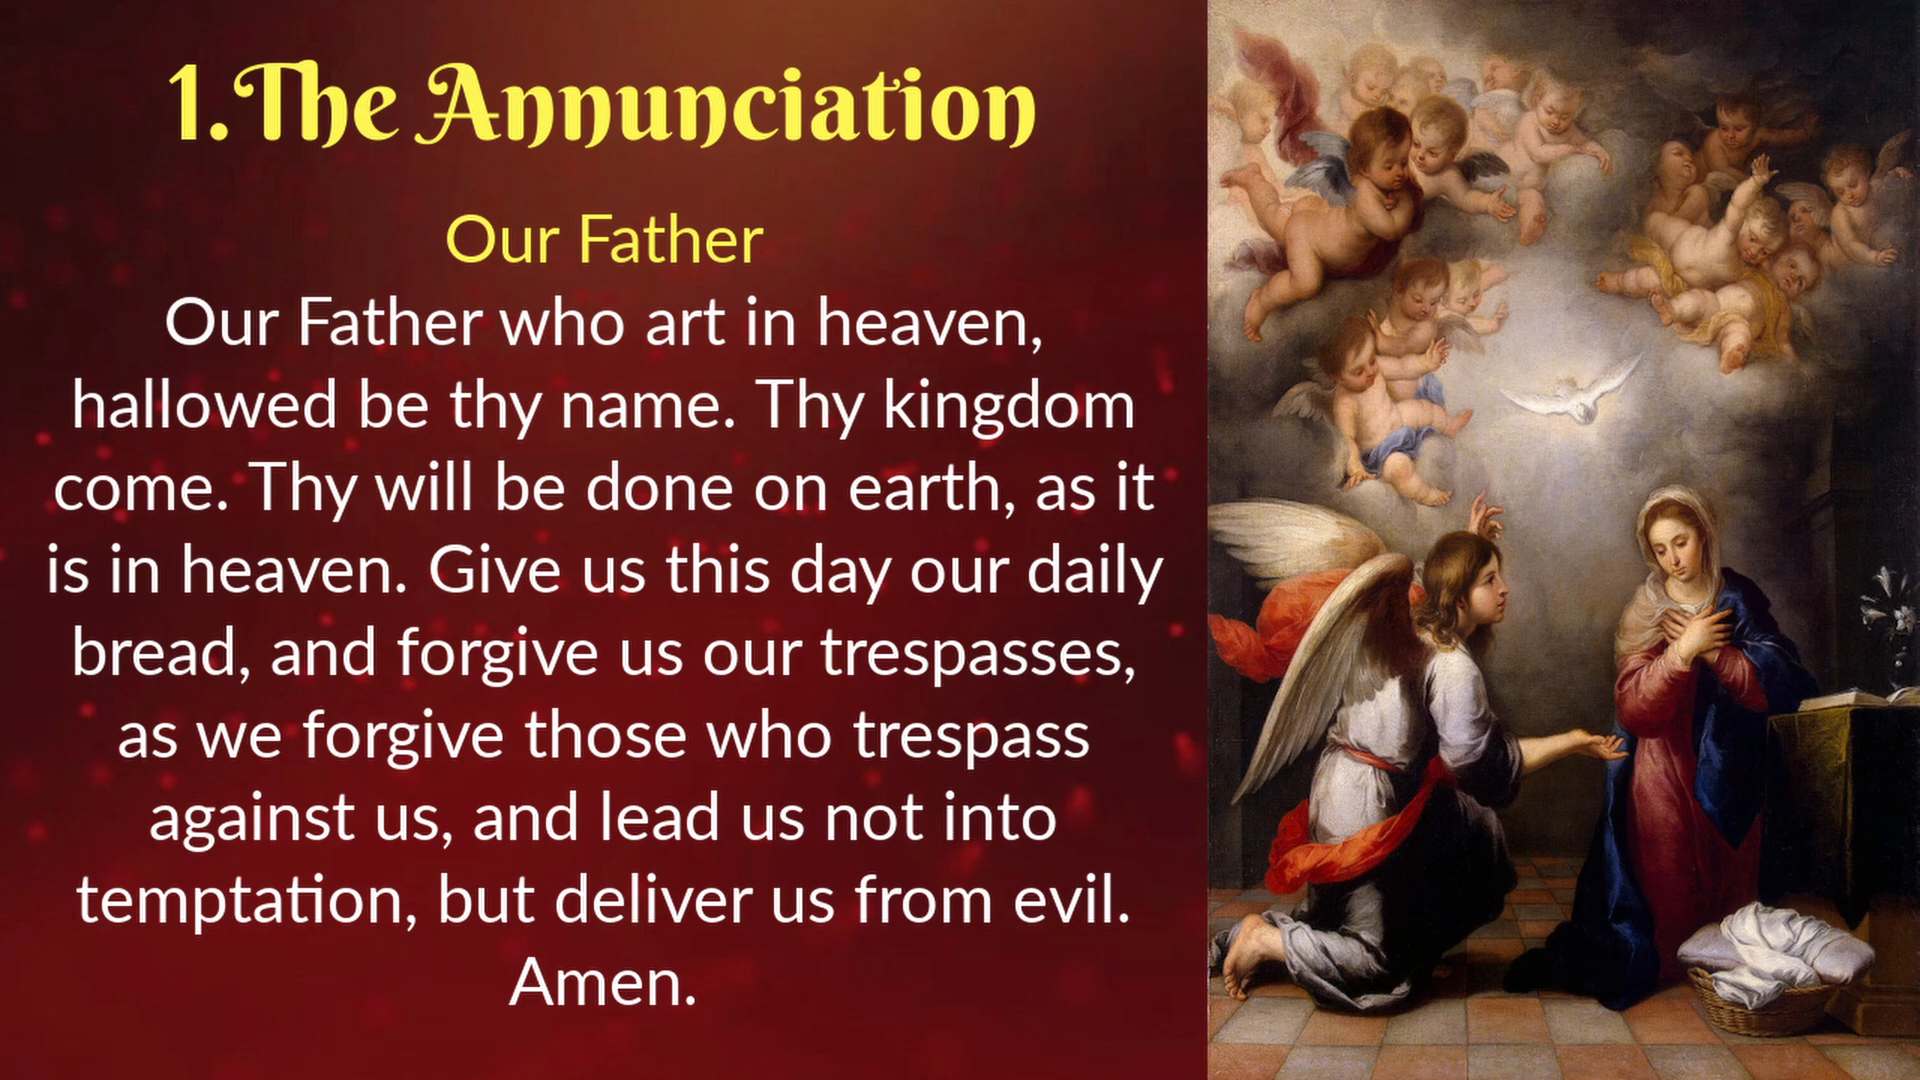 1.The Annunciation
Our Father
Our Father who art in heaven,
hallowed be thy name. Thy kingdom
come. Thy will be done on earth, as it
is in heaven. Give us this day our daily
bread, and forgive us our trespasses,
as we forgive those who trespass
against us, and lead us not into
temptation, but deliver us from evil.
Amen.